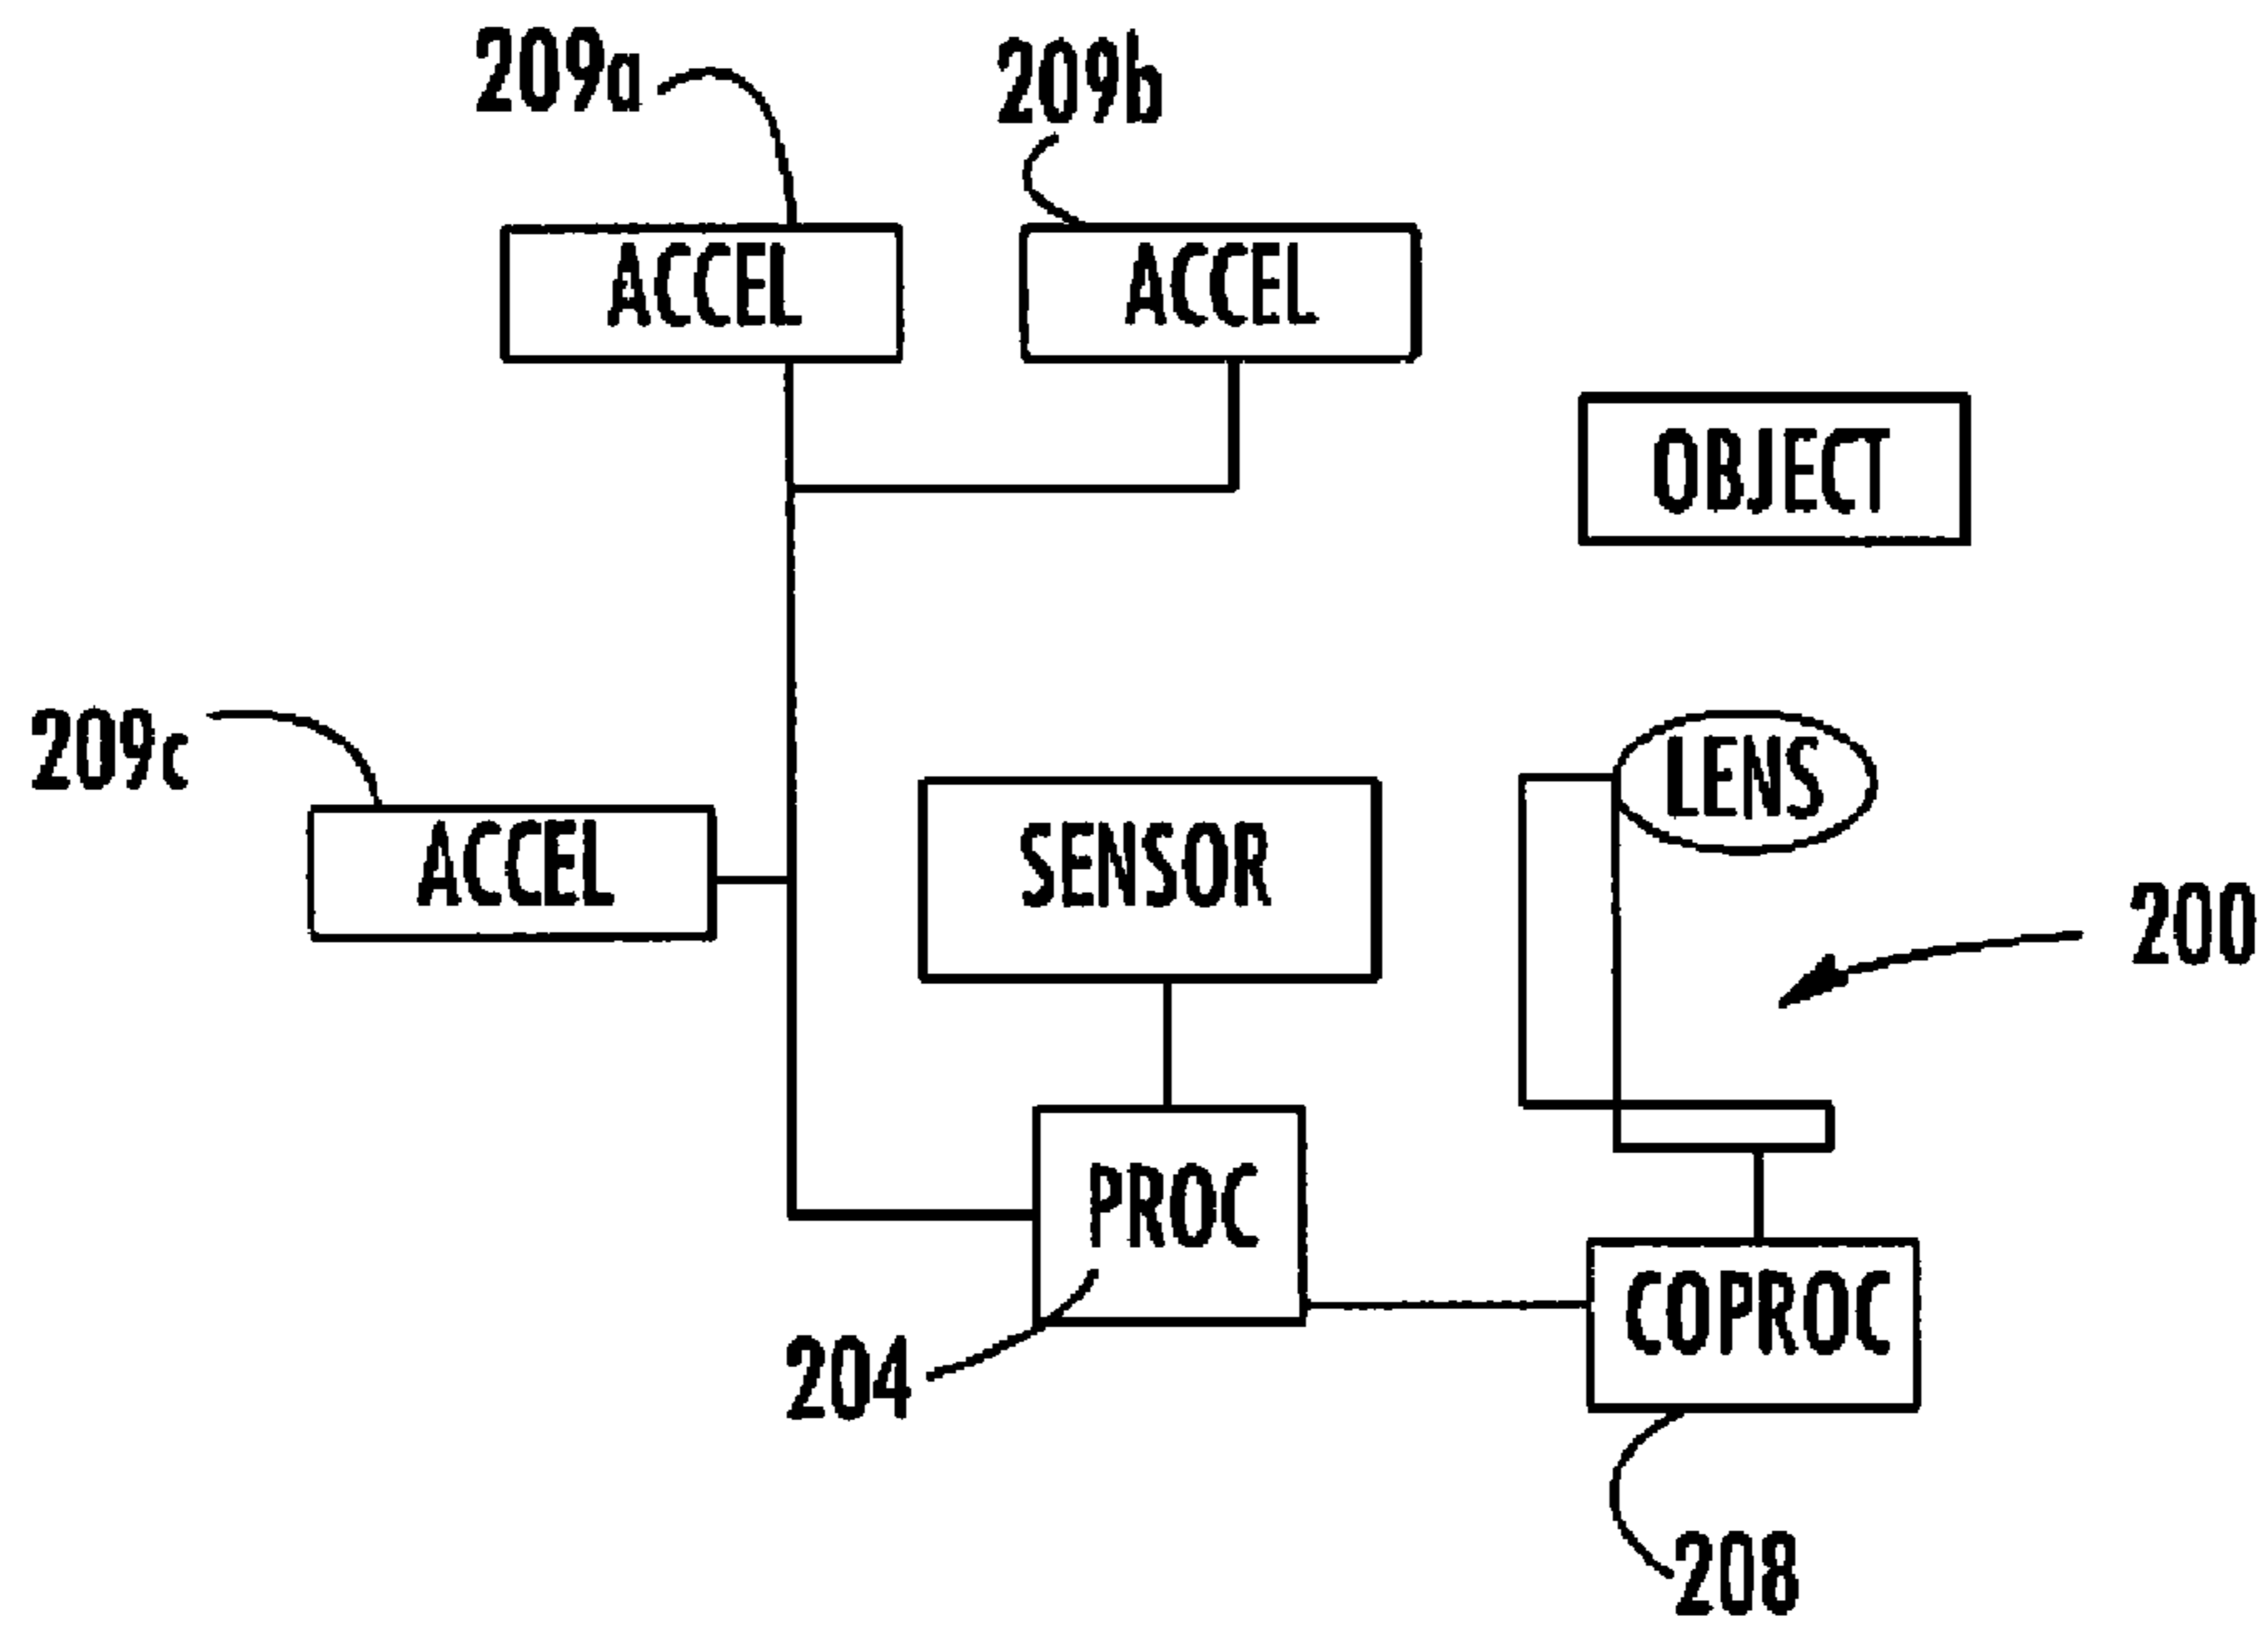 209a
209b
ACCEL
ACCEL
OBJECT
209c
LENS
ACCEL
SENSOR
200
PROC
COPROC
204
208